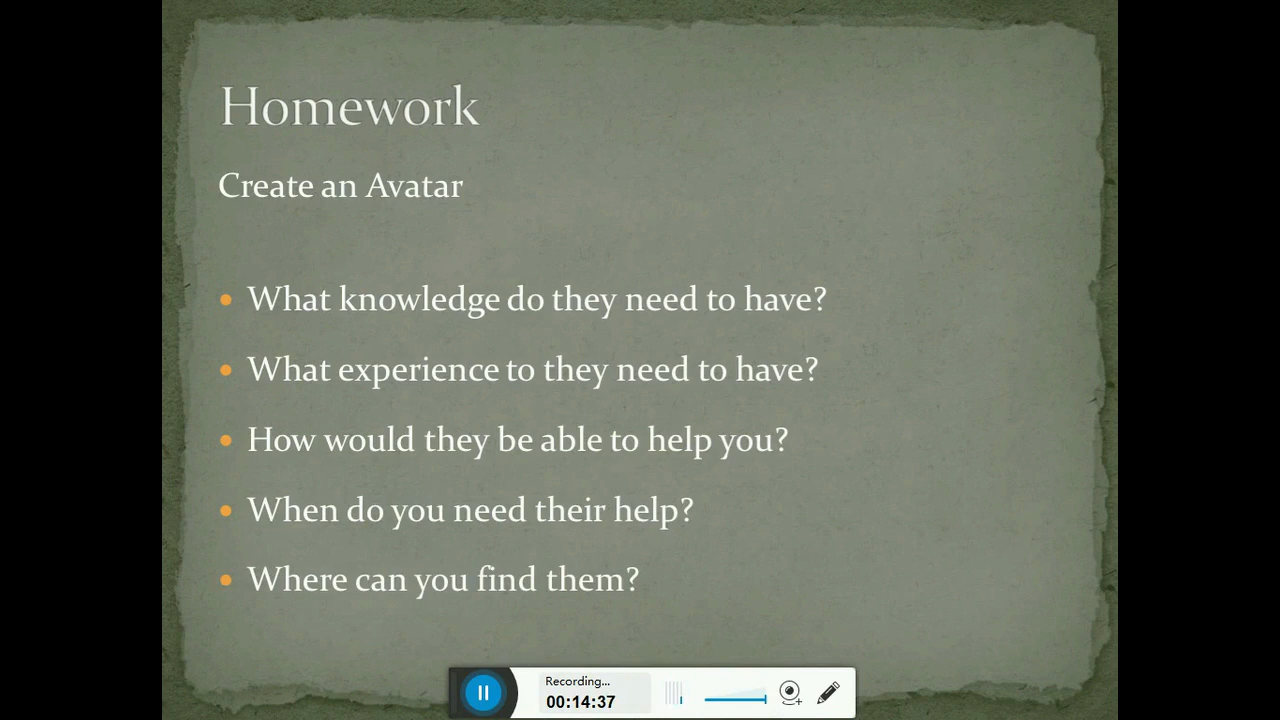 Homework
Create an Avatar
• What knowledge do they need to have?
• What experience to they need to have?
• How would they be able to help you?
• When do you need their help?
• Where can you find them?
Recording...
00:14:37